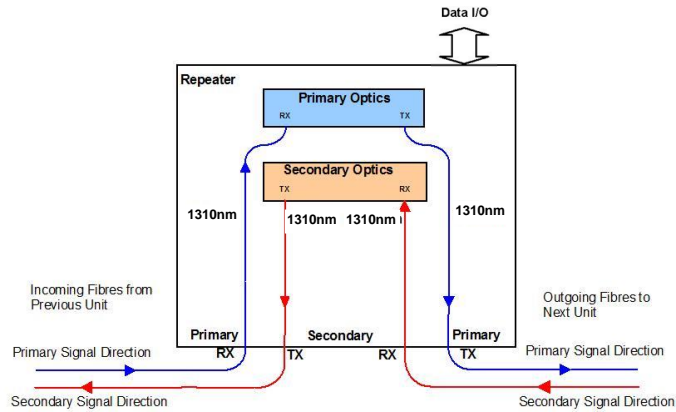 Data I/O
Repeater
Primary Optics
RX TX
Secondary Optics
TX RX
1310nm 1310nm 1310nm 1310nm
Incoming Fibres from
Previous Unit
Outgoing Fibres to
Next Unit
Primary Secondary Primary
RX TX RX TX
Primary Signal Direction Primary Signal Direction
Secondary Signal Direction Secondary Signal Direction